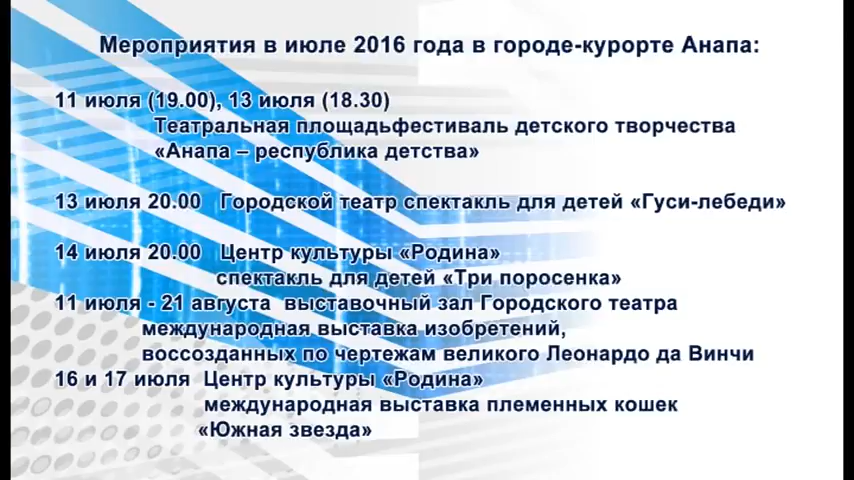 Мероприятия в июле 2016 года в городе-курорте Анапа:
11 июля (19.00), 13 июля (18.30)
Театральная площадьфестиваль детского творчества
«Анапа – республика детства»
13 июля 20.00 Городской театр спектакль для детей «Гуси-лебеди»
14 июля 20.00 Центр культуры «Родина»
спектакль для детей «Три поросенка»
11 июля - 21 августа выставочный зал Городского театра
международная выставка изобретений,
воссозданных по чертежам великого Леонардо да Винчи
16 и 17 июля Центр культуры «Родина»
международная выставка племенных кошек
«Южная звезда»